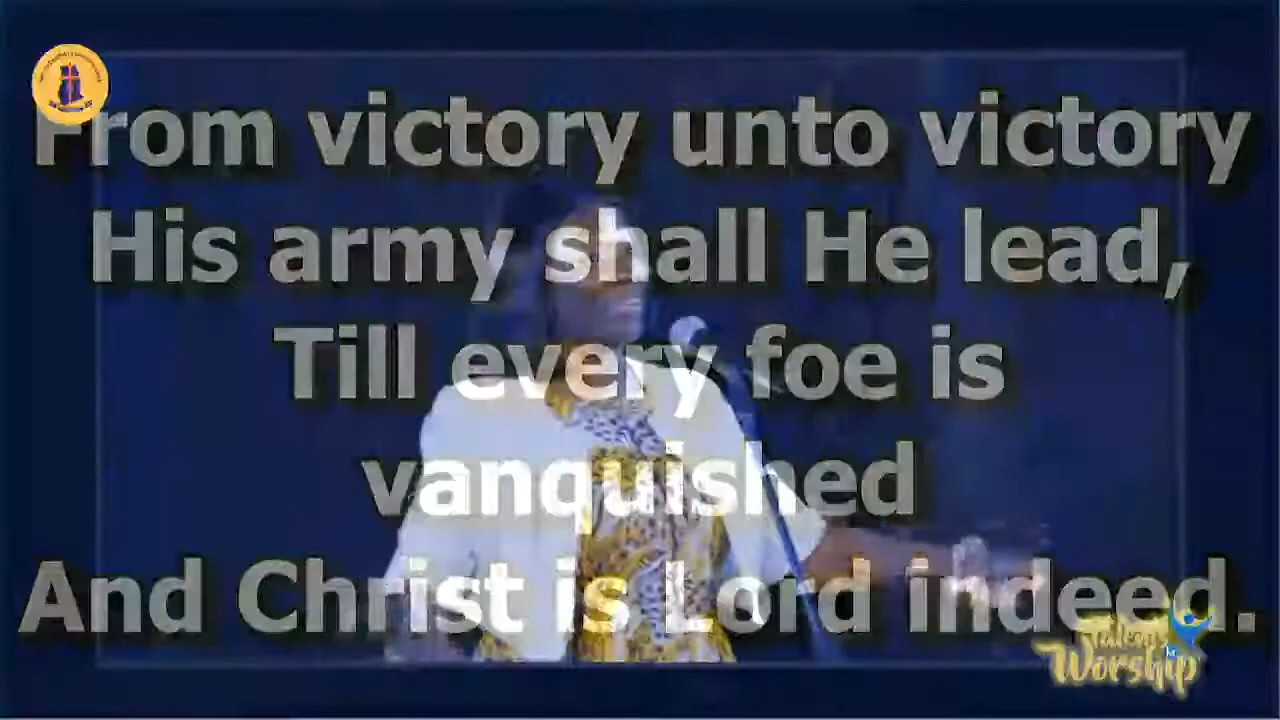 From victory unto victory
His army shall He lead,
Till every foe is
vanquished
And Christ is Lord indeed.
Worship